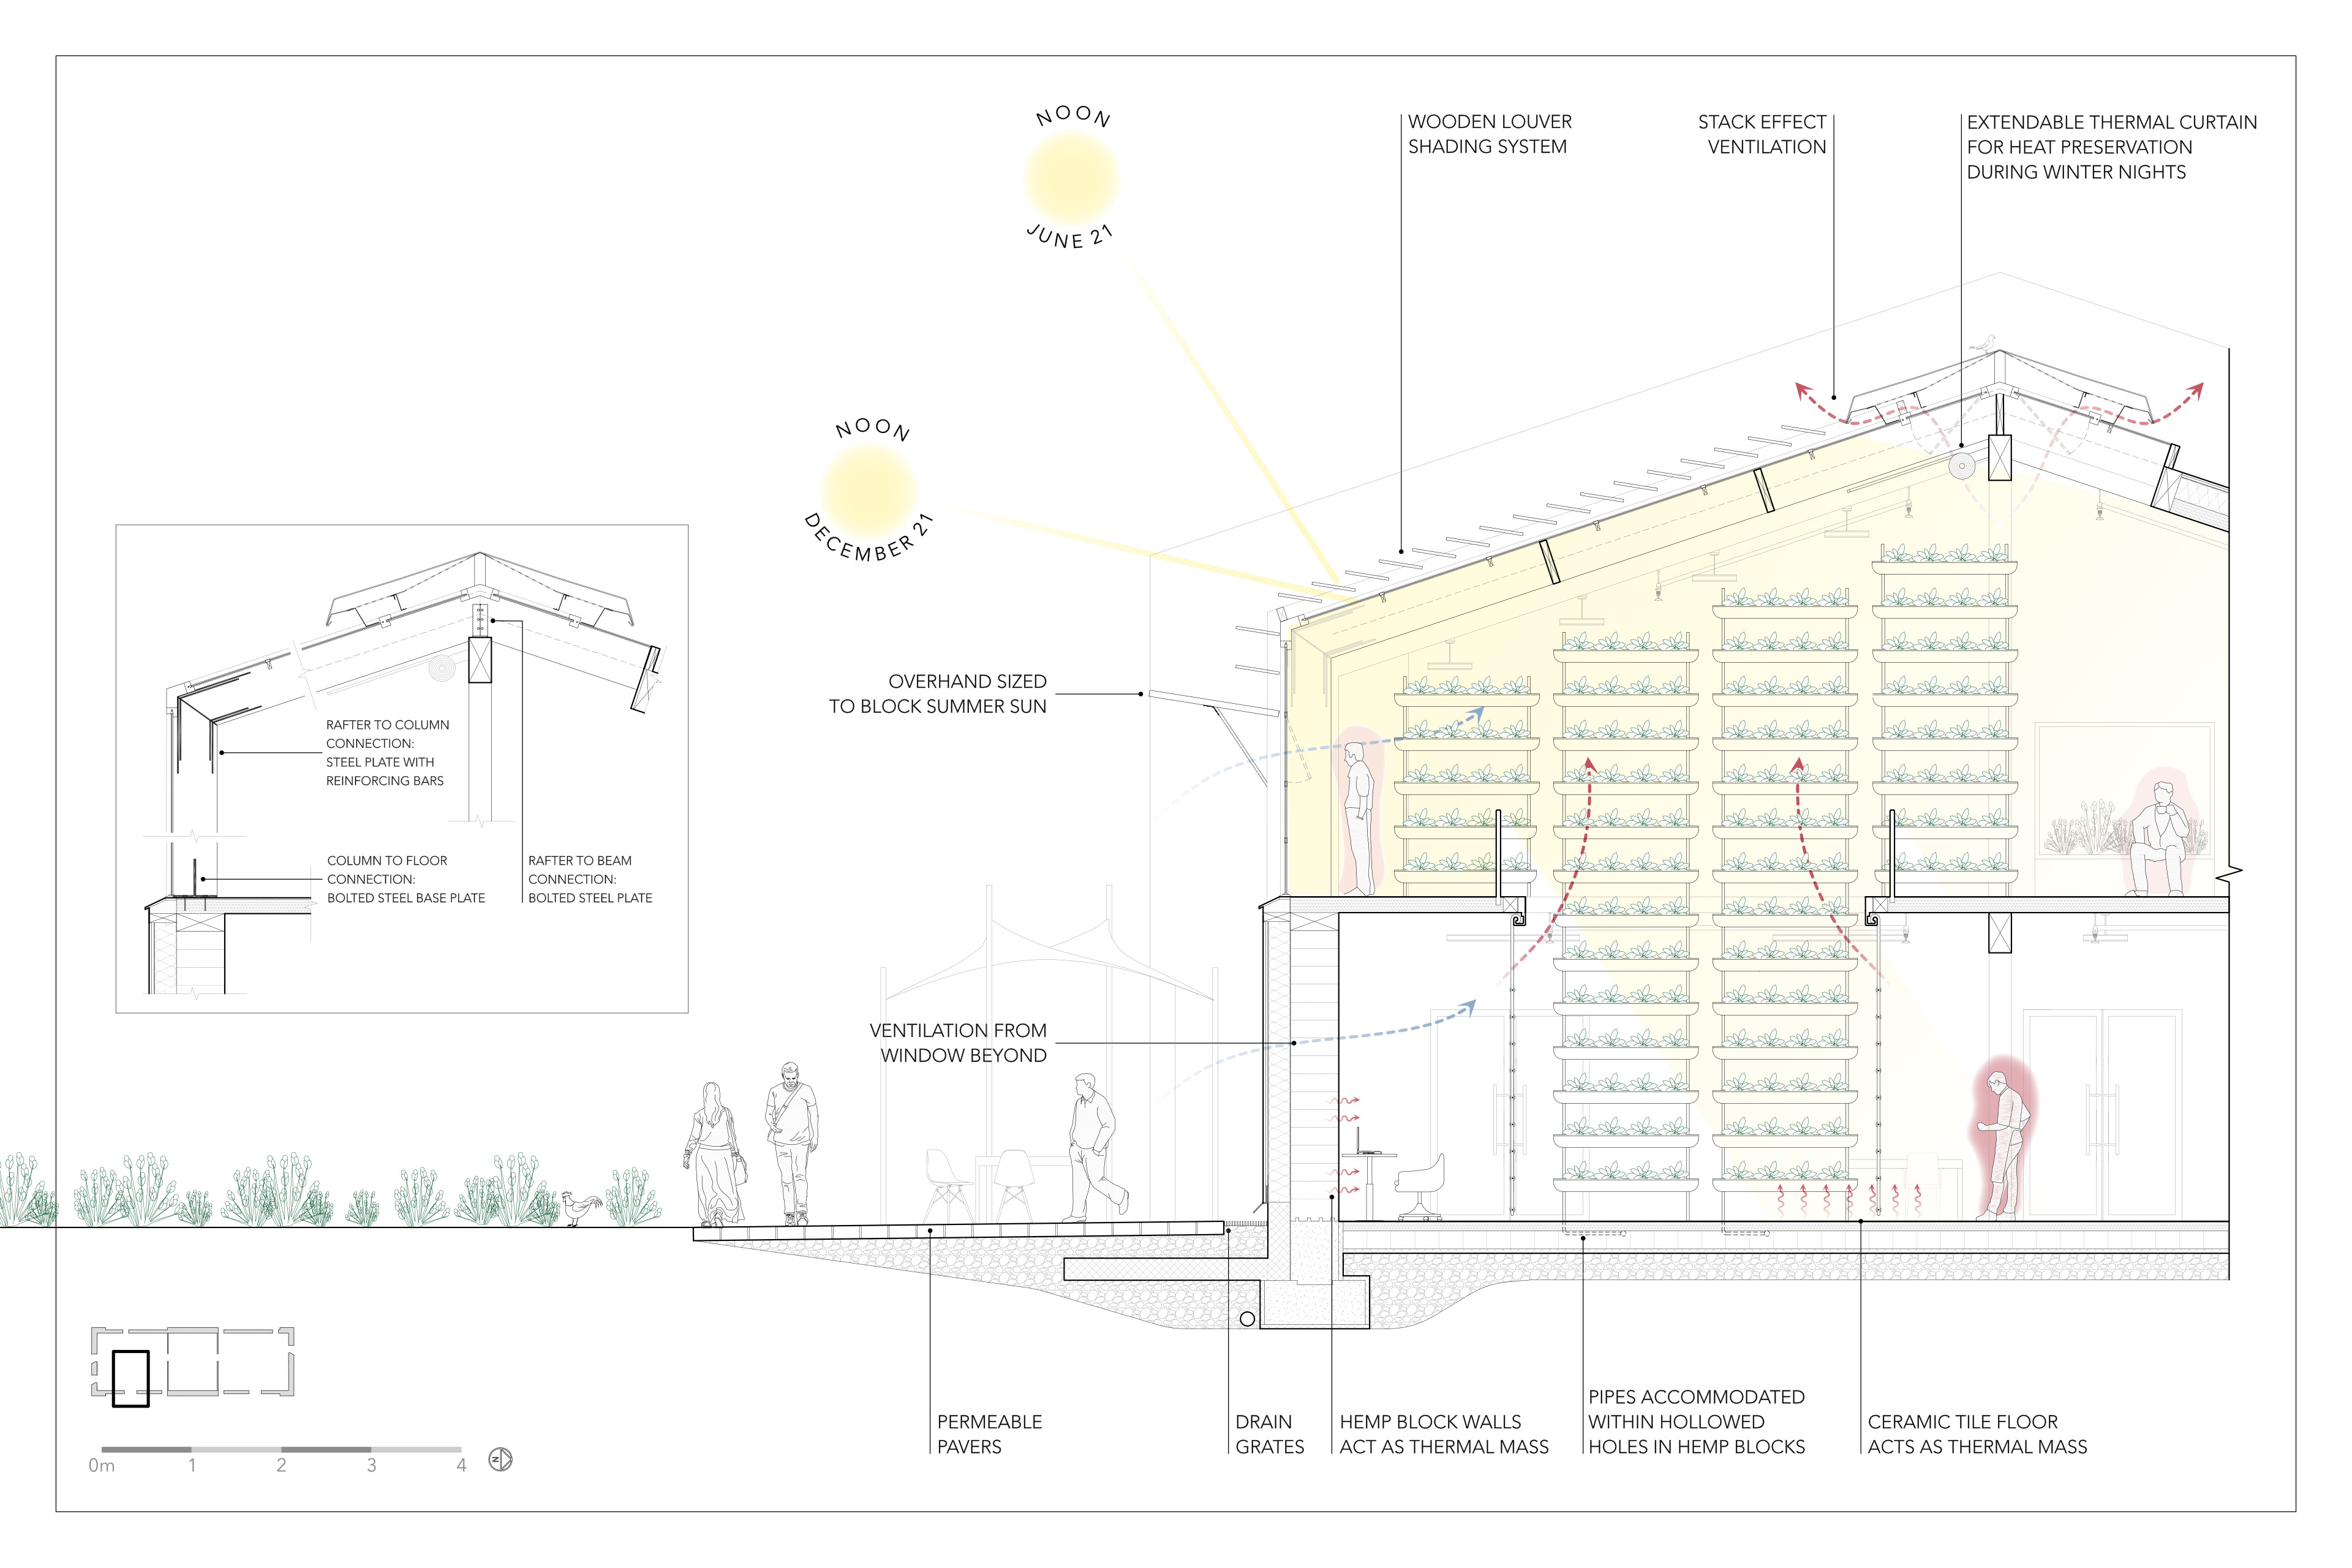 NOON
JUNE 21
WOODEN LOUVER
SHADING SYSTEM
STACK EFFECT
VENTILATION
EXTENDABLE THERMAL CURTAIN
FOR HEAT PRESERVATION
DURING WINTER NIGHTS
NOON
DECEMBER 21
OVERHAND SIZED
TO BLOCK SUMMER SUN
RAFTER TO COLUMN
CONNECTION:
STEEL PLATE WITH
REINFORCING BARS
COLUMN TO FLOOR
CONNECTION:
BOLTED STEEL BASE PLATE
RAFTER TO BEAM
CONNECTION:
BOLTED STEEL PLATE
VENTILATION FROM
WINDOW BEYOND
PERMEABLE
PAVERS
DRAIN
GRATES
HEMP BLOCK WALLS
ACT AS THERMAL MASS
PIPES ACCOMMODATED
WITHIN HOLLOWED
HOLES IN HEMP BLOCKS
CERAMIC TILE FLOOR
ACTS AS THERMAL MASS
0m 1 2 3 4
N